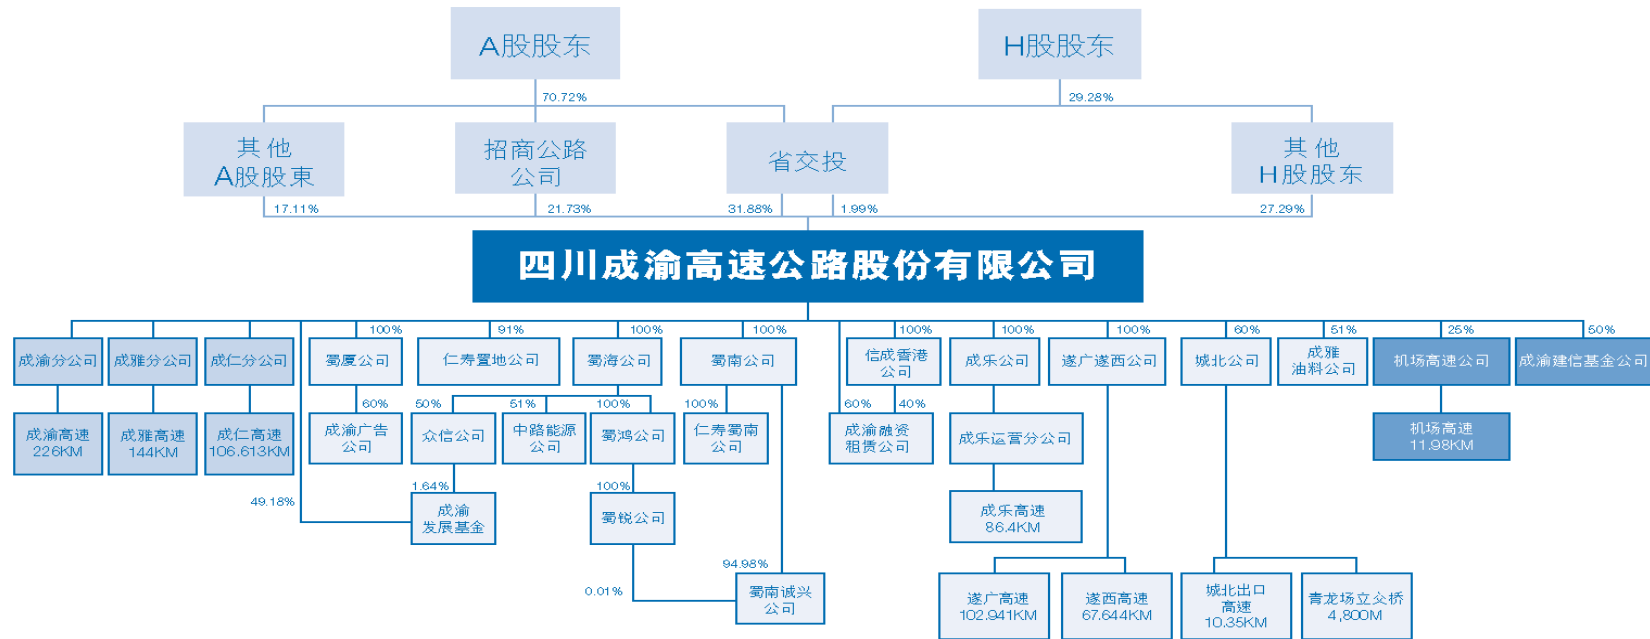 A股股东
H股股东
70.72%
29.28%
其他
A股股東
招商公路
公司
省交投
其他
H股股东
17.11%
21.73%
31.88%
1.99%
27.29%
四川成渝高速公路股份有限公司
100%
91%
100%
100%
100%
100%
100%
60%
51%
25%
50%
成渝分公司
成雅分公司
成仁分公司
蜀厦公司
仁寿置地公司
蜀海公司
蜀南公司
信成香港
公司
成乐公司
遂广遂西公司
城北公司
成雅
油料公司
机场高速公司
成渝建信基金公司
60%
50%
51%
100%
100%
60%
40%
成渝高速
226KM
成雅高速
144KM
成仁高速
106.613KM
成渝广告
公司
众信公司
中路能源
公司
蜀鸿公司
仁寿蜀南
公司
成渝融资
租赁公司
成乐运营分公司
机场高速
11.98KM
49.18%
1.64%
100%
成渝
发展基金
蜀锐公司
成乐高速
86.4KM
94.98%
0.01%
蜀南诚兴
公司
遂广高速
102.941KM
遂西高速
67.644KM
城北出口
高速
10.35KM
青龙场立交桥
4,800M